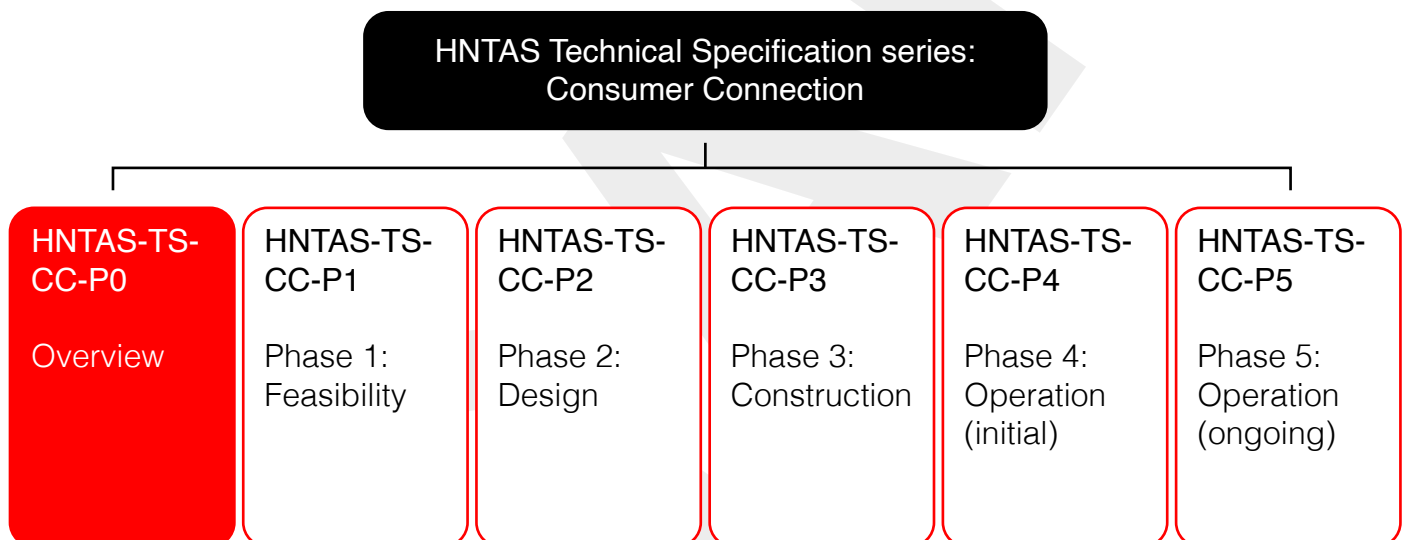 HNTAS Technical Specification series:
Consumer Connection
HNTAS-TS-
CC-P0
Overview
HNTAS-TS-
CC-P1
Phase 1:
Feasibility
HNTAS-TS-
CC-P2
Phase 2:
Design
HNTAS-TS-
CC-P3
Phase 3:
Construction
HNTAS-TS-
CC-P4
Phase 4:
Operation
(initial)
HNTAS-TS-
CC-P5
Phase 5:
Operation
(ongoing)